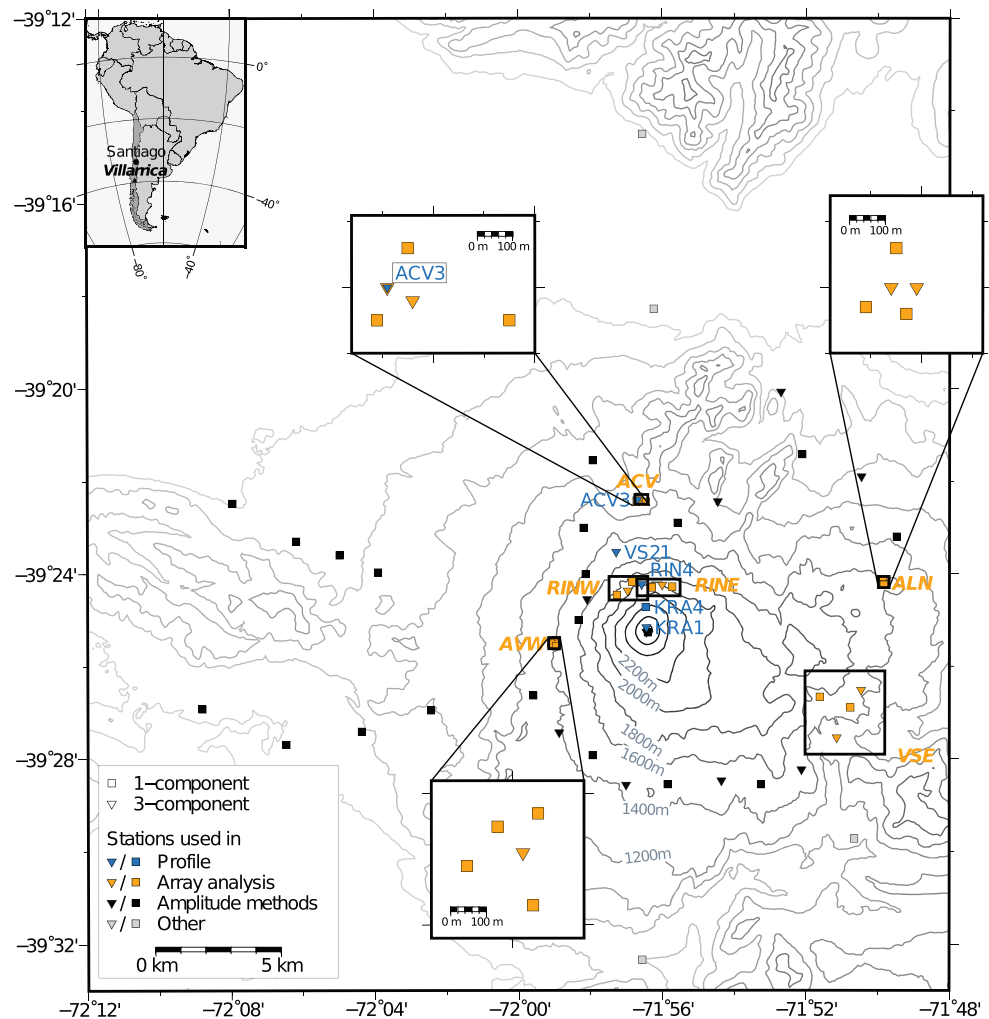 −39°12'
−39°16'
−39°20'
−39°24'
−39°28'
−39°32'
0°
Santiago
Villarrica
−40°
−80°
−40°
0 m 100 m
ACV3
0 m 100 m
ACV
ACV3
VS21
RIN4
RINW
RINE
ALN
KRA4
KRA1
AVW
2200m
2000m
1800m
1600m
1400m
1200m
VSE
0 m 100 m
1−component
3−component
Stations used in
/ Profile
/ Array analysis
/ Amplitude methods
/ Other
0 km 5 km
−72°12'
−72°08'
−72°04'
−72°00'
−71°56'
−71°52'
−71°48'